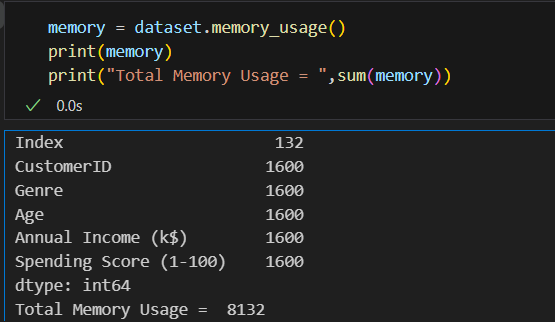 memory = dataset.memory_usage()
print(memory)
print("Total Memory Usage = ",sum(memory))
0.0s
Index 132
CustomerID 1600
Genre 1600
Age 1600
Annual Income (k$) 1600
Spending Score (1-100) 1600
dtype: int64
Total Memory Usage =  8132